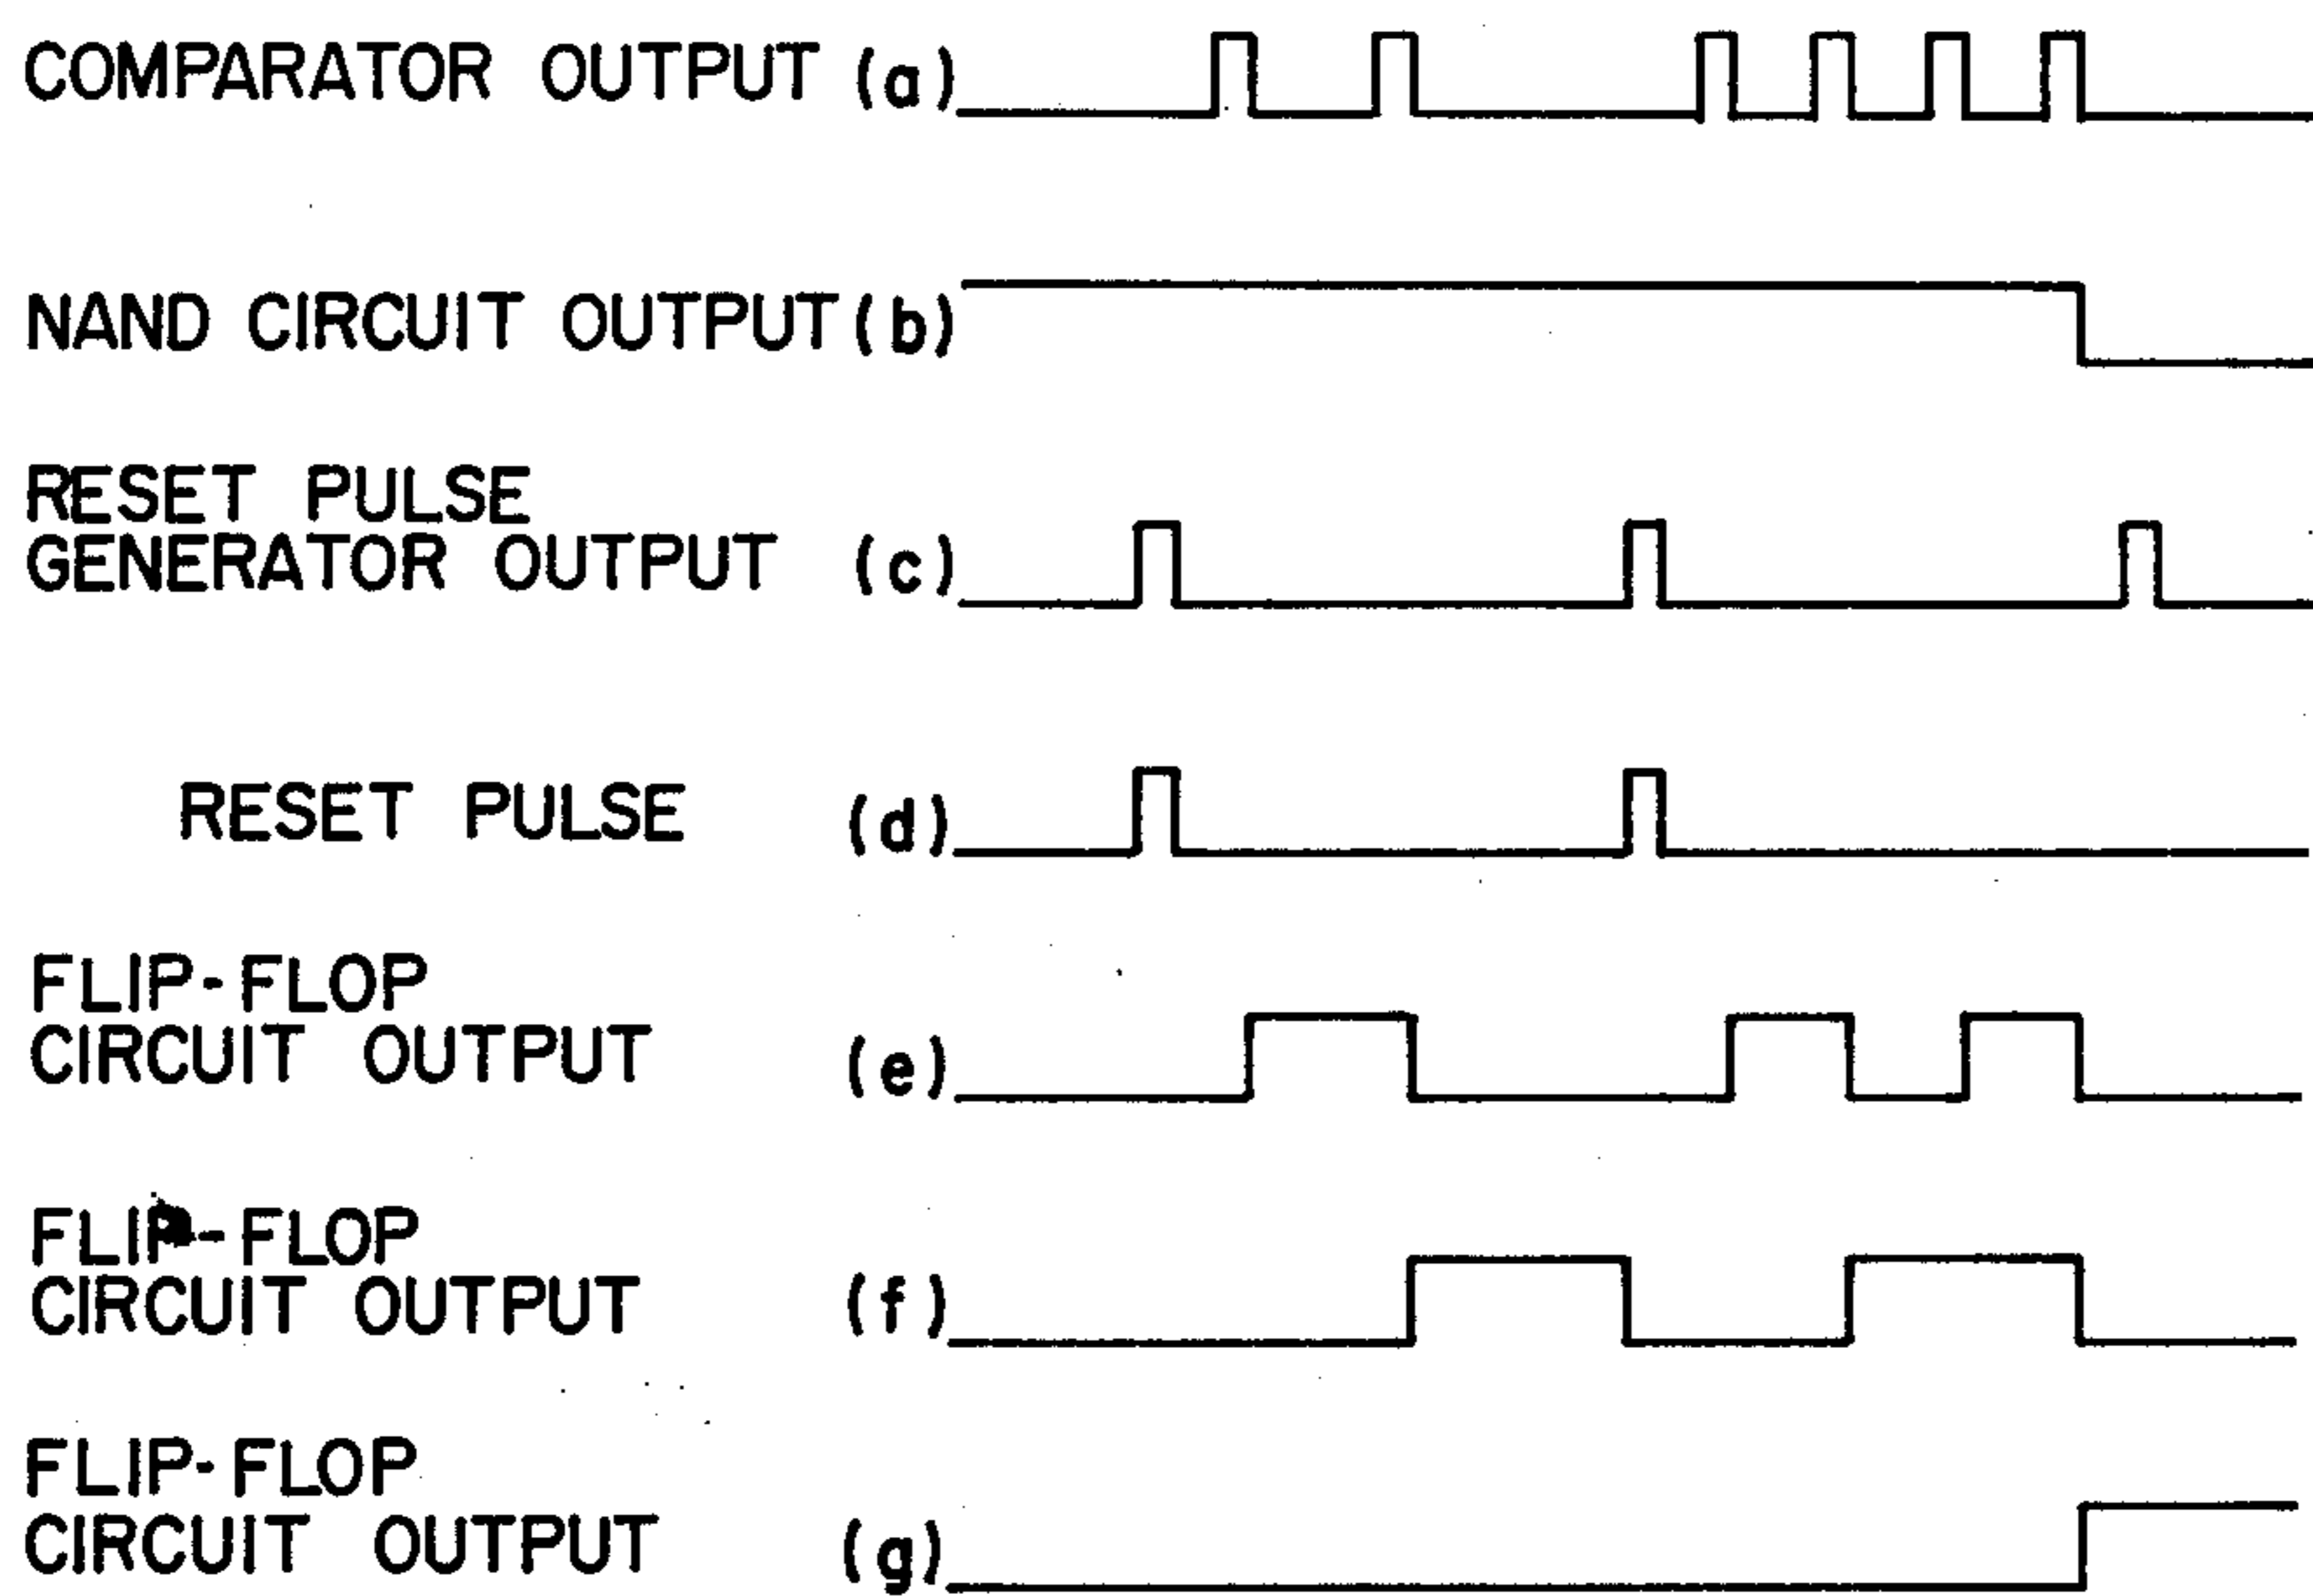 COMPARATOR OUTPUT (a)
NAND CIRCUIT OUTPUT (b)
RESET PULSE
GENERATOR OUTPUT (c)
RESET PULSE (d)
FLIP-FLOP
CIRCUIT OUTPUT (e)
FLIP-FLOP
CIRCUIT OUTPUT (f)
FLIP-FLOP
CIRCUIT OUTPUT (g)